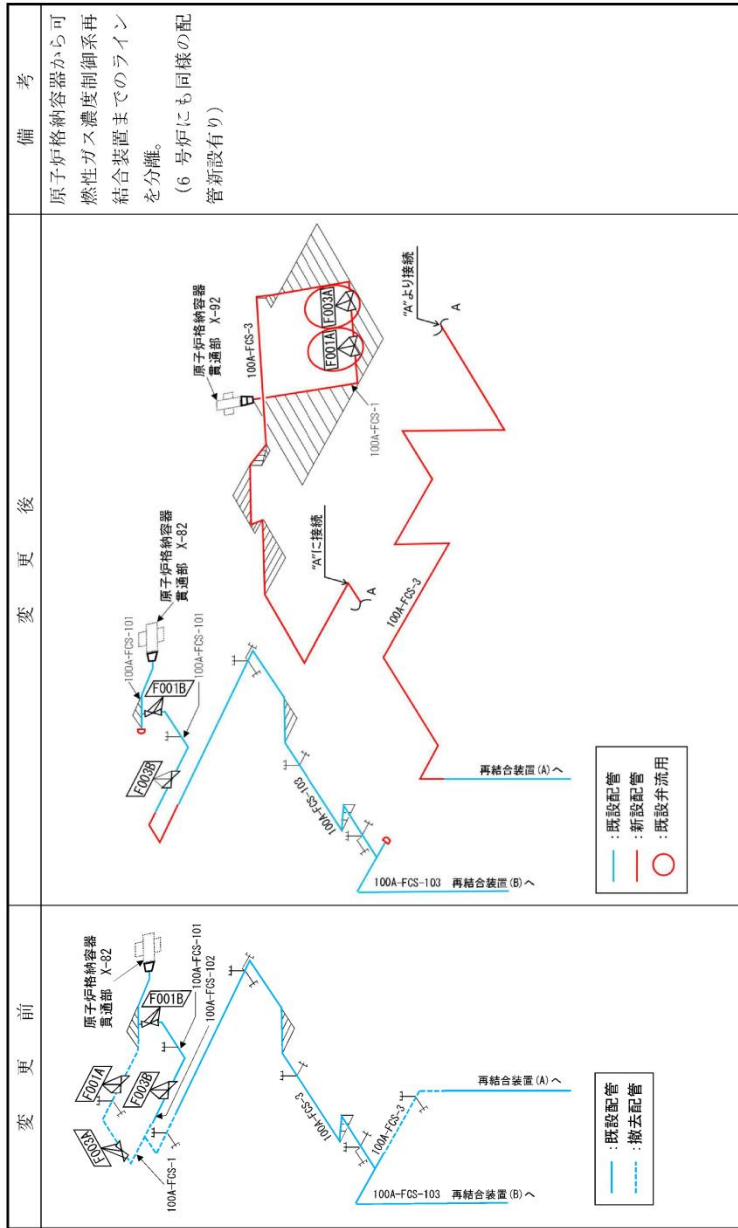 変更前
変更後
備考
原子炉格納容器
貫通部 X-82
F001A
F003A
F001B
F003B
100A-FCS-1
100A-FCS-101
100A-FCS-102
100A-FCS-3
100A-FCS-3
再結合装置(A)へ
100A-FCS-103 再結合装置(B)へ
:既設配管
:撤去配管
原子炉格納容器
貫通部 X-82
100A-FCS-101
F001B
F003B
100A-FCS-101
100A-FCS-103
100A-FCS-103 再結合装置(B)へ
原子炉格納容器
貫通部 X-92
100A-FCS-3
F001A
F003A
100A-FCS-1
"A"に接続
A
"A"より接続
A
100A-FCS-3
再結合装置(A)へ
:既設配管
:新設配管
:既設弁流用
原子炉格納容器から可
燃性ガス濃度制御系再
結合装置までのライン
を分離。
(6 号炉にも同様の配
管新設有り)